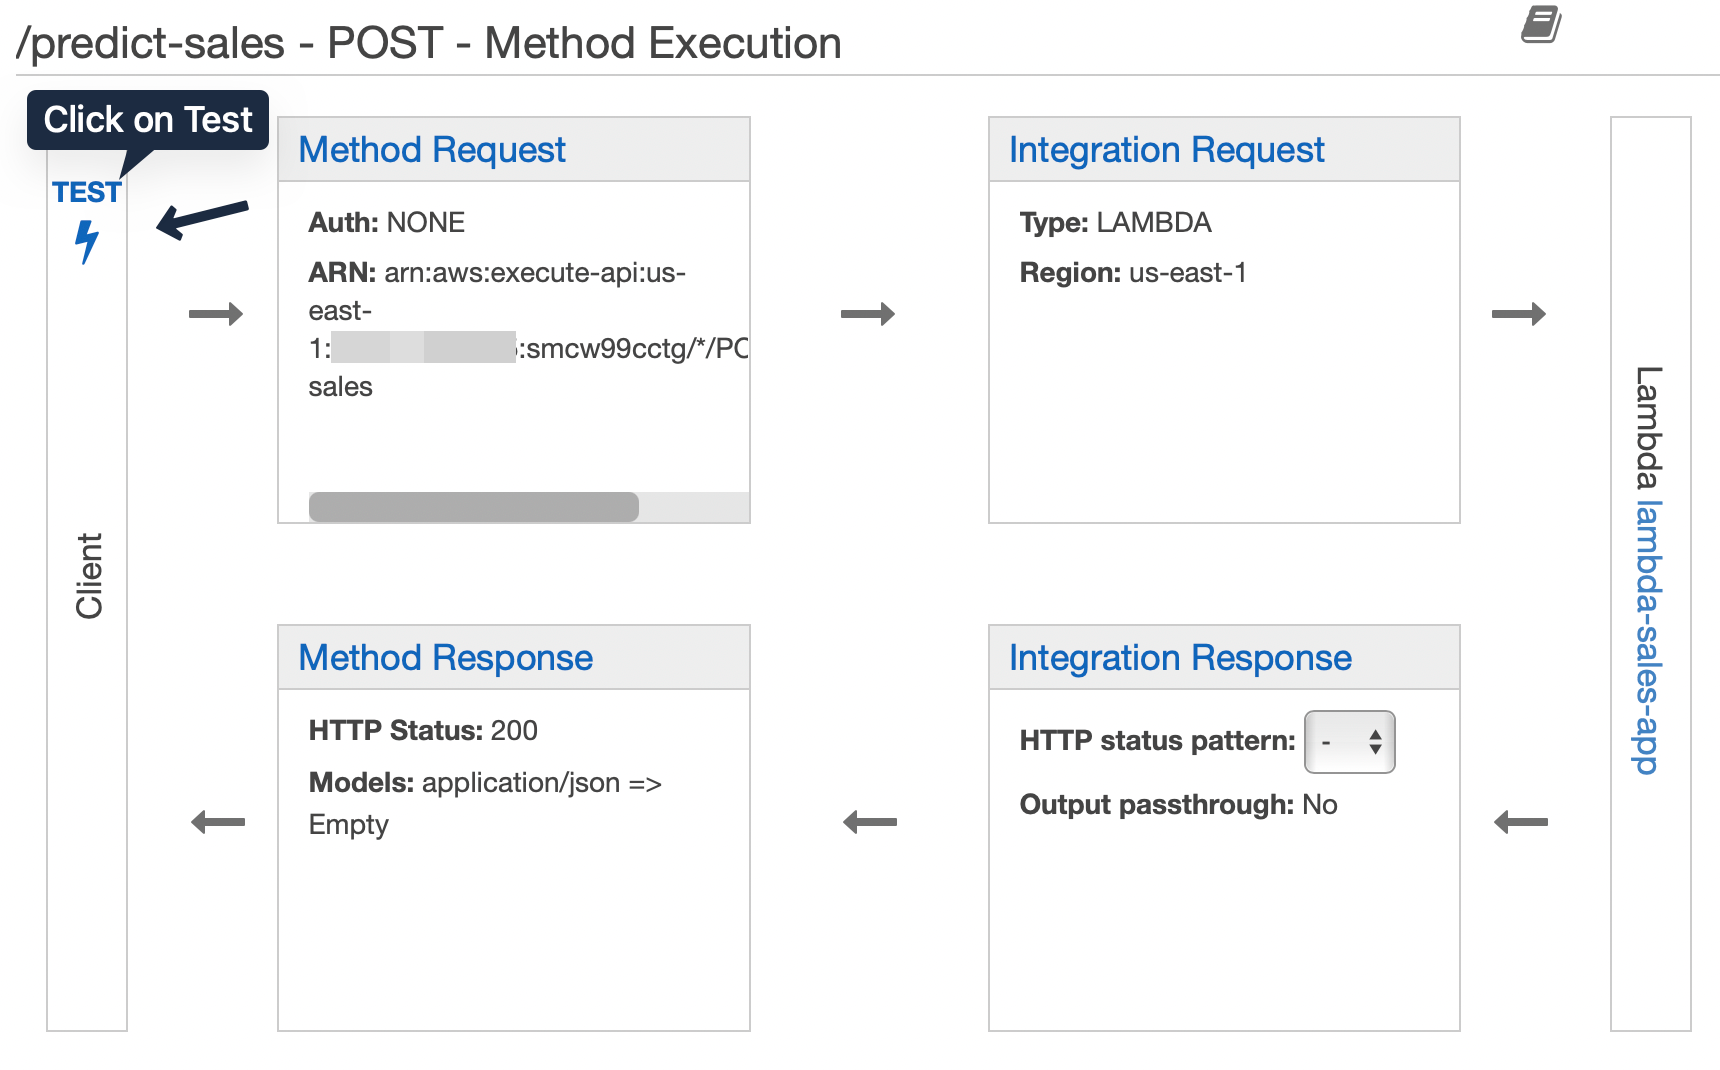 /predict-sales - POST - Method Execution
Click on Test
TEST
Client
Method Request
Auth: NONE
ARN: arn:aws:execute-api:us-
east-
1: :smcw99cctg/*/PO
sales
Integration Request
Type: LAMBDA
Region: us-east-1
Lambda lambda-sales-app
Method Response
HTTP Status: 200
Models: application/json =>
Empty
Integration Response
HTTP status pattern: -
Output passthrough: No